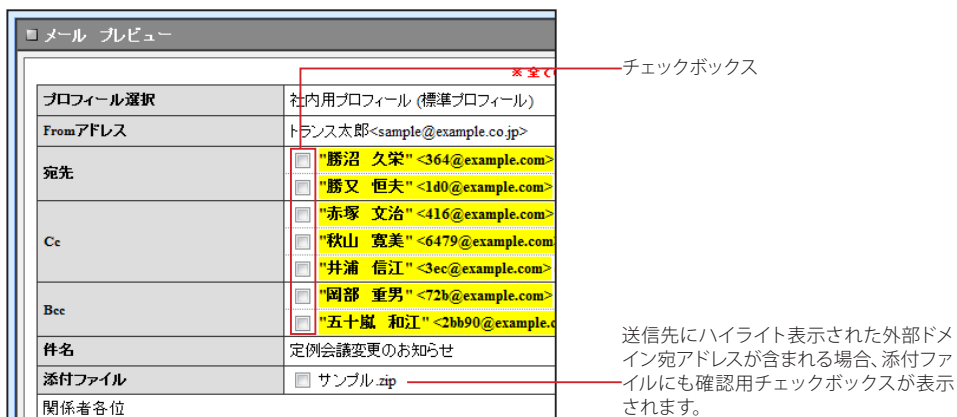 メール プレビュー
※ 全て
チェックボックス
プロフィール選択 社内用プロフィール (標準プロフィール)
Fromアドレス トランス太郎<sample@example.co.jp>
宛先 "勝沼 久栄" <364@example.com>
"勝又 恒夫" <1d0@example.com>
Cc "赤塚 文治" <416@example.com>
"秋山 寛美" <6479@example.com
"井浦 信江" <3ec@example.com>
Bcc "岡部 重男" <72b@example.com>
"五十嵐 和江" <2bb90@example.c
件名 定例会議変更のお知らせ
添付ファイル サンプル.zip
関係者各位
送信先にハイライト表示された外部ドメ
イン宛アドレスが含まれる場合、添付ファ
イルにも確認用チェックボックスが表示
されます。